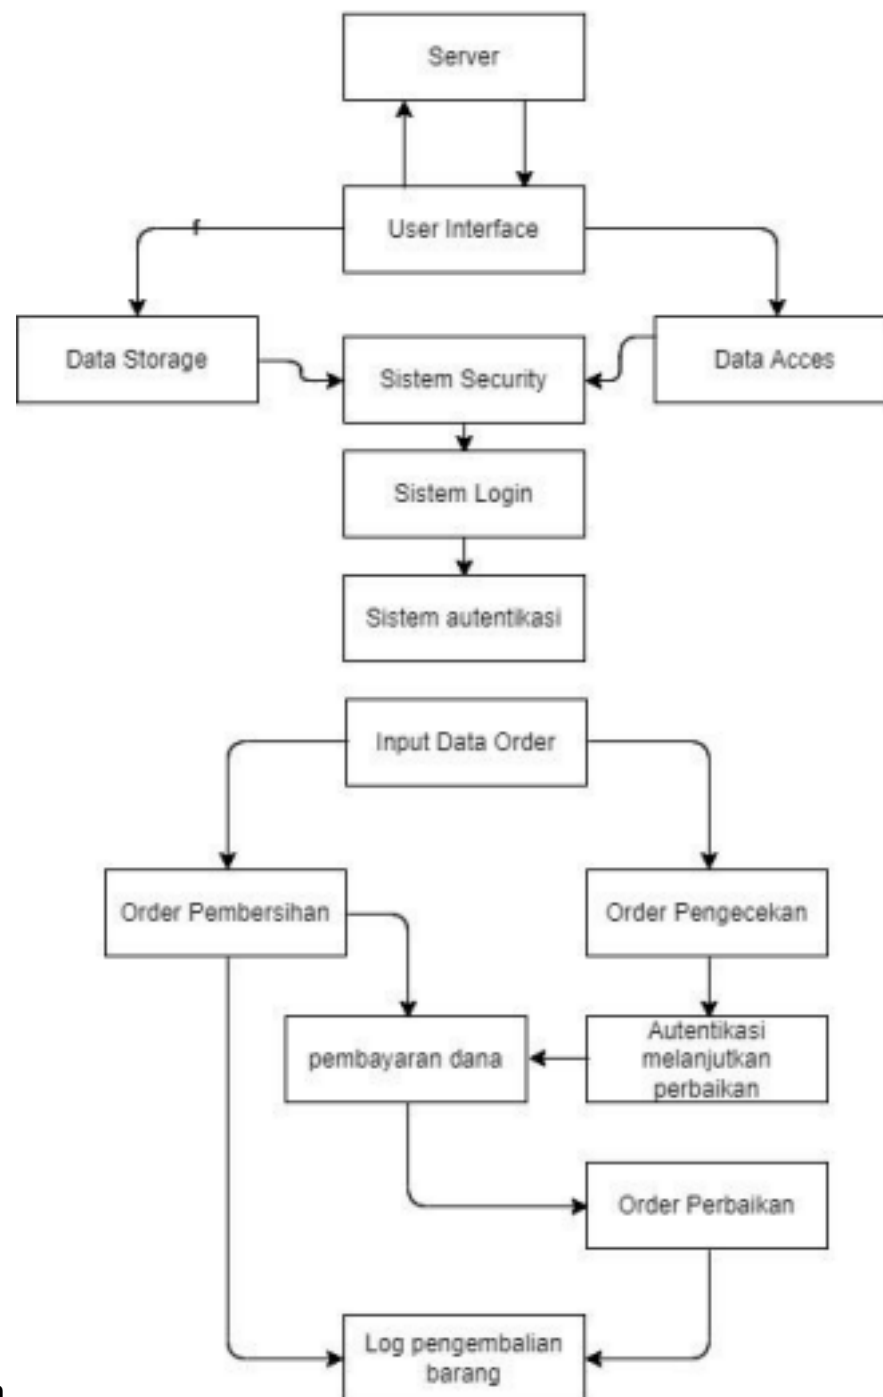 Server
User Interface
f
Data Storage
Sistem Security
Data Acces
Sistem Login
Sistem autentikasi
Input Data Order
Order Pembersihan
Order Pengecekan
pembayaran dana
Autentikasi
melanjutkan
perbaikan
Order Perbaikan
Log pengembalian
barang